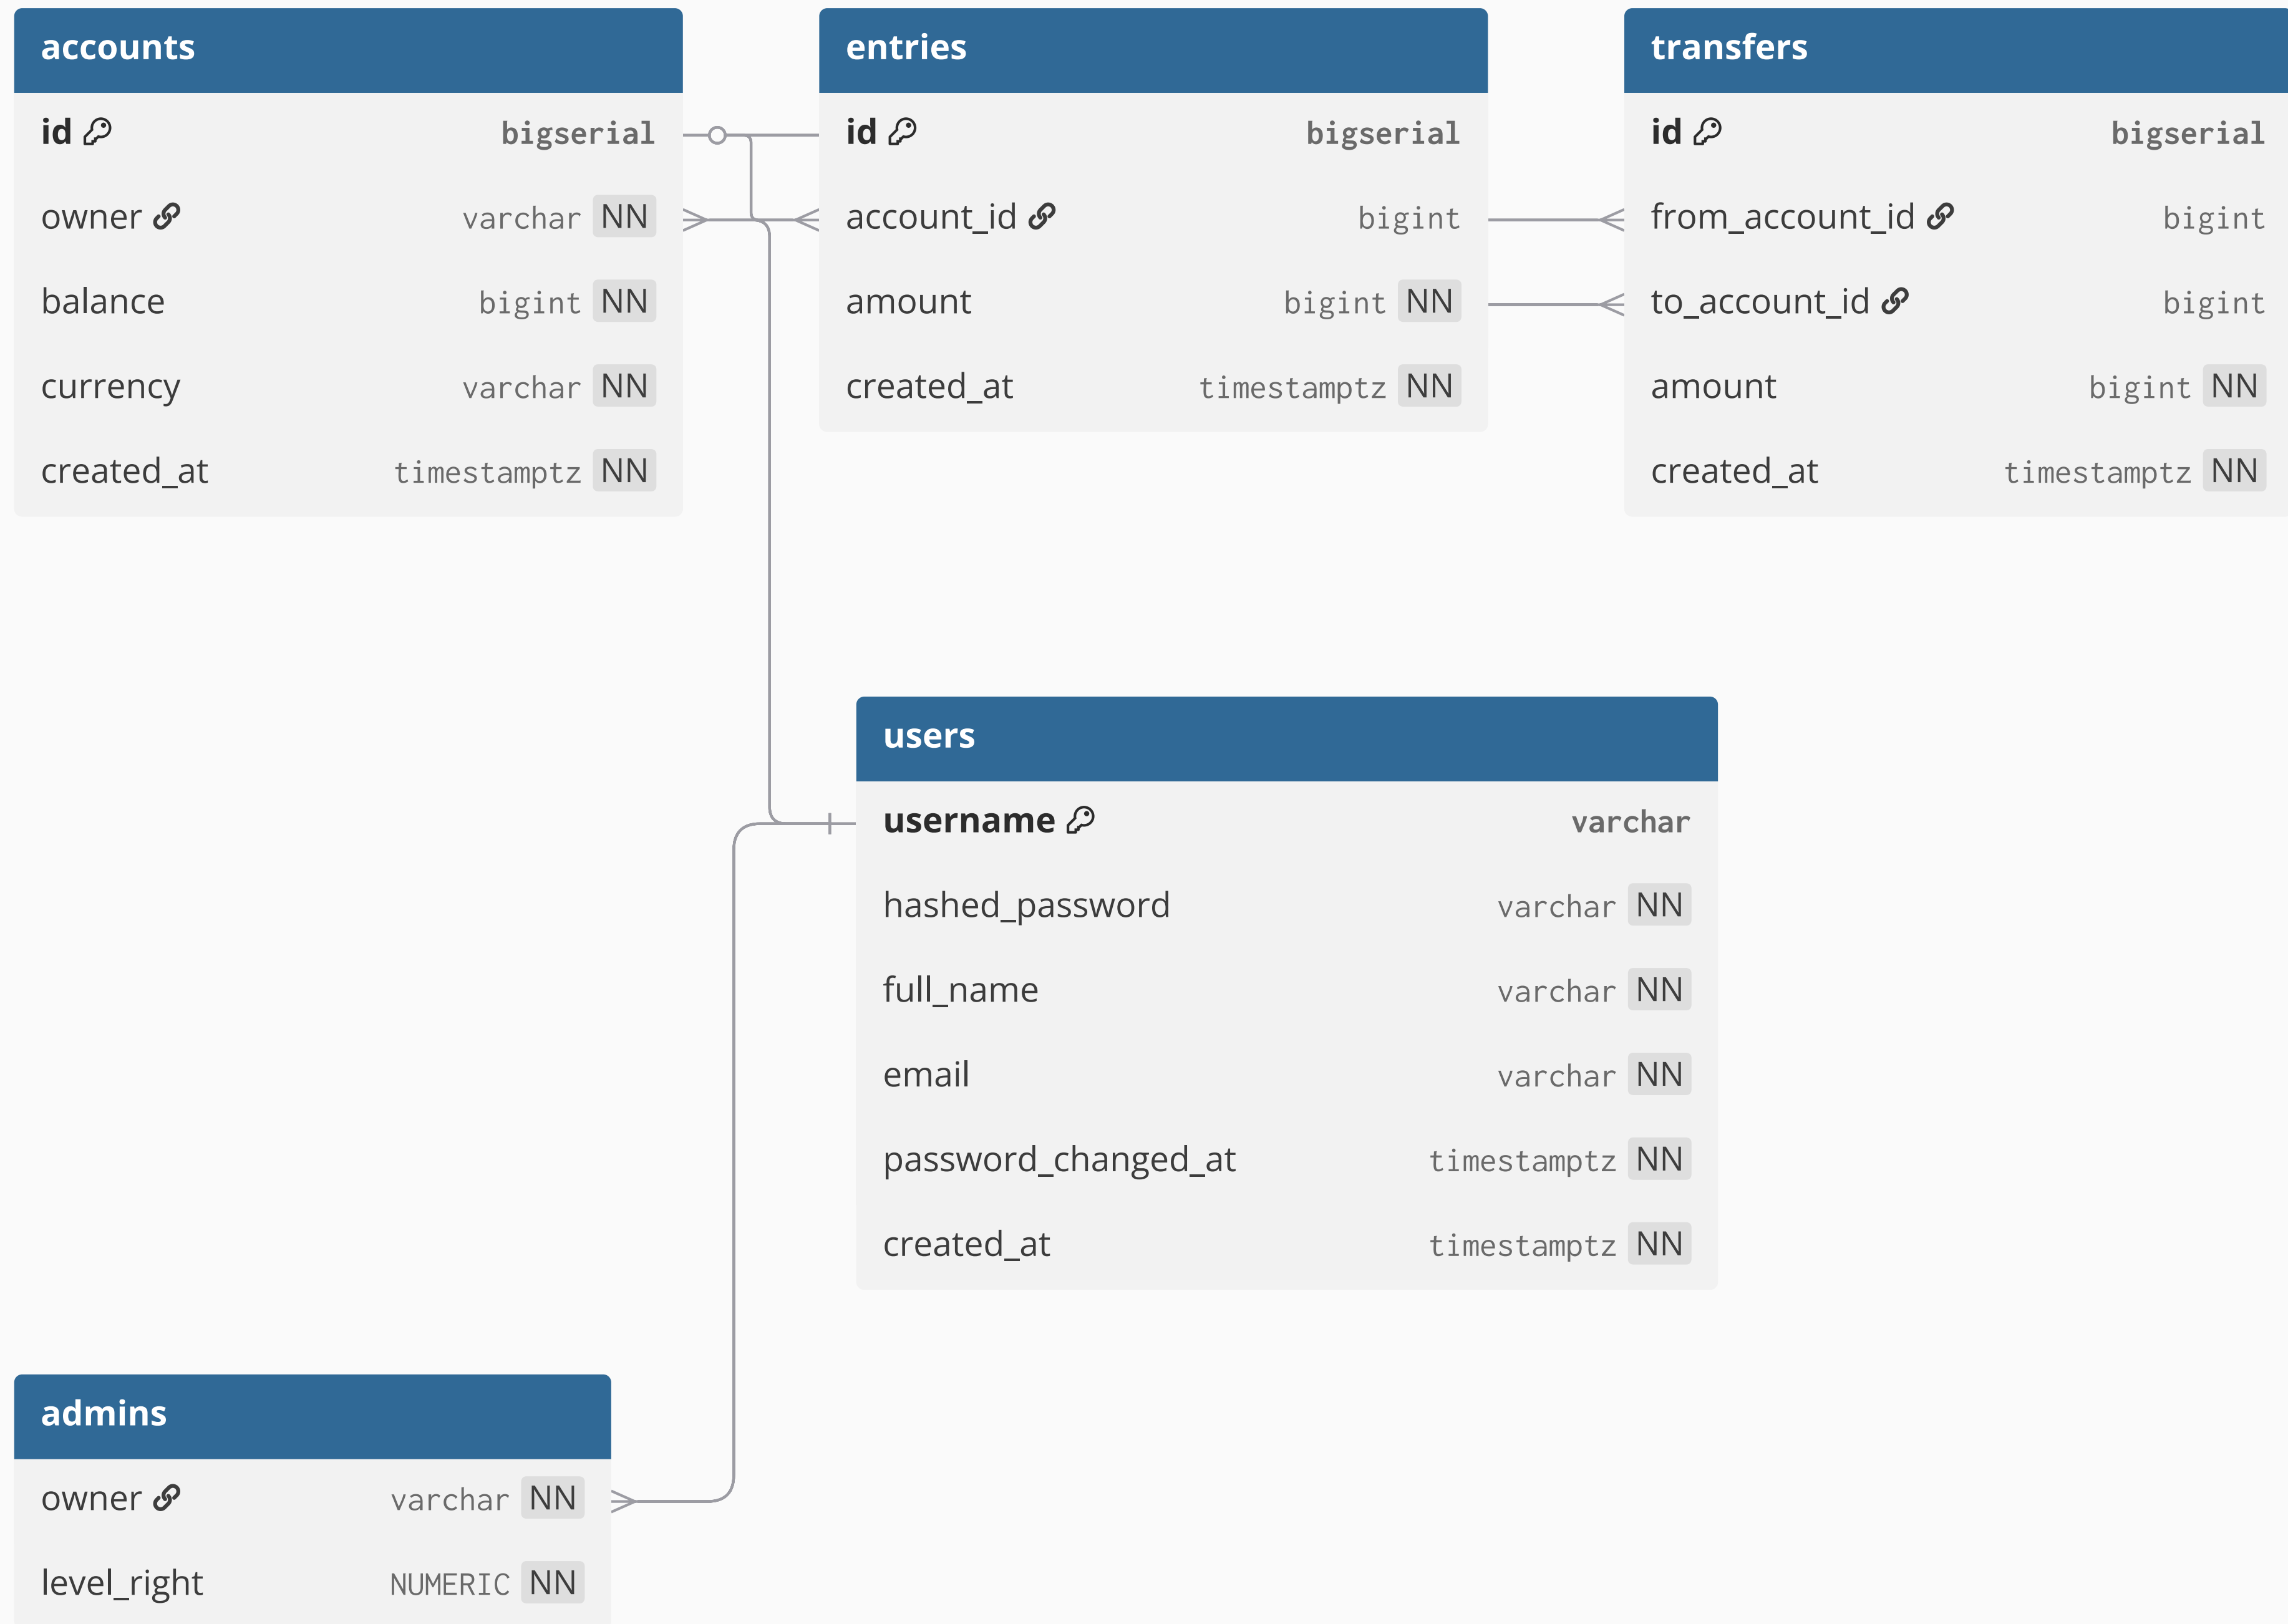 accounts
id bigserial
owner varchar NN
balance bigint NN
currency varchar NN
created_at timestamptz NN
entries
id bigserial
account_id bigint
amount bigint NN
created_at timestamptz NN
transfers
id bigserial
from_account_id bigint
to_account_id bigint
amount bigint NN
created_at timestamptz NN
users
username varchar
hashed_password varchar NN
full_name varchar NN
email varchar NN
password_changed_at timestamptz NN
created_at timestamptz NN
admins
owner varchar NN
level_right NUMERIC NN